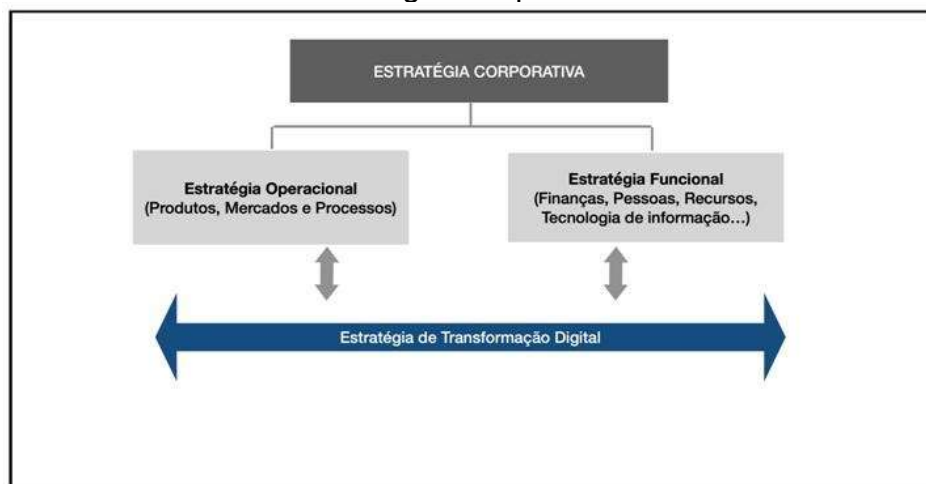 ESTRATÉGIA CORPORATIVA
Estratégia Operacional
(Produtos, Mercados e Processos)
Estratégia Funcional
(Finanças, Pessoas, Recursos,
Tecnologia de informação...)
Estratégia de Transformação Digital